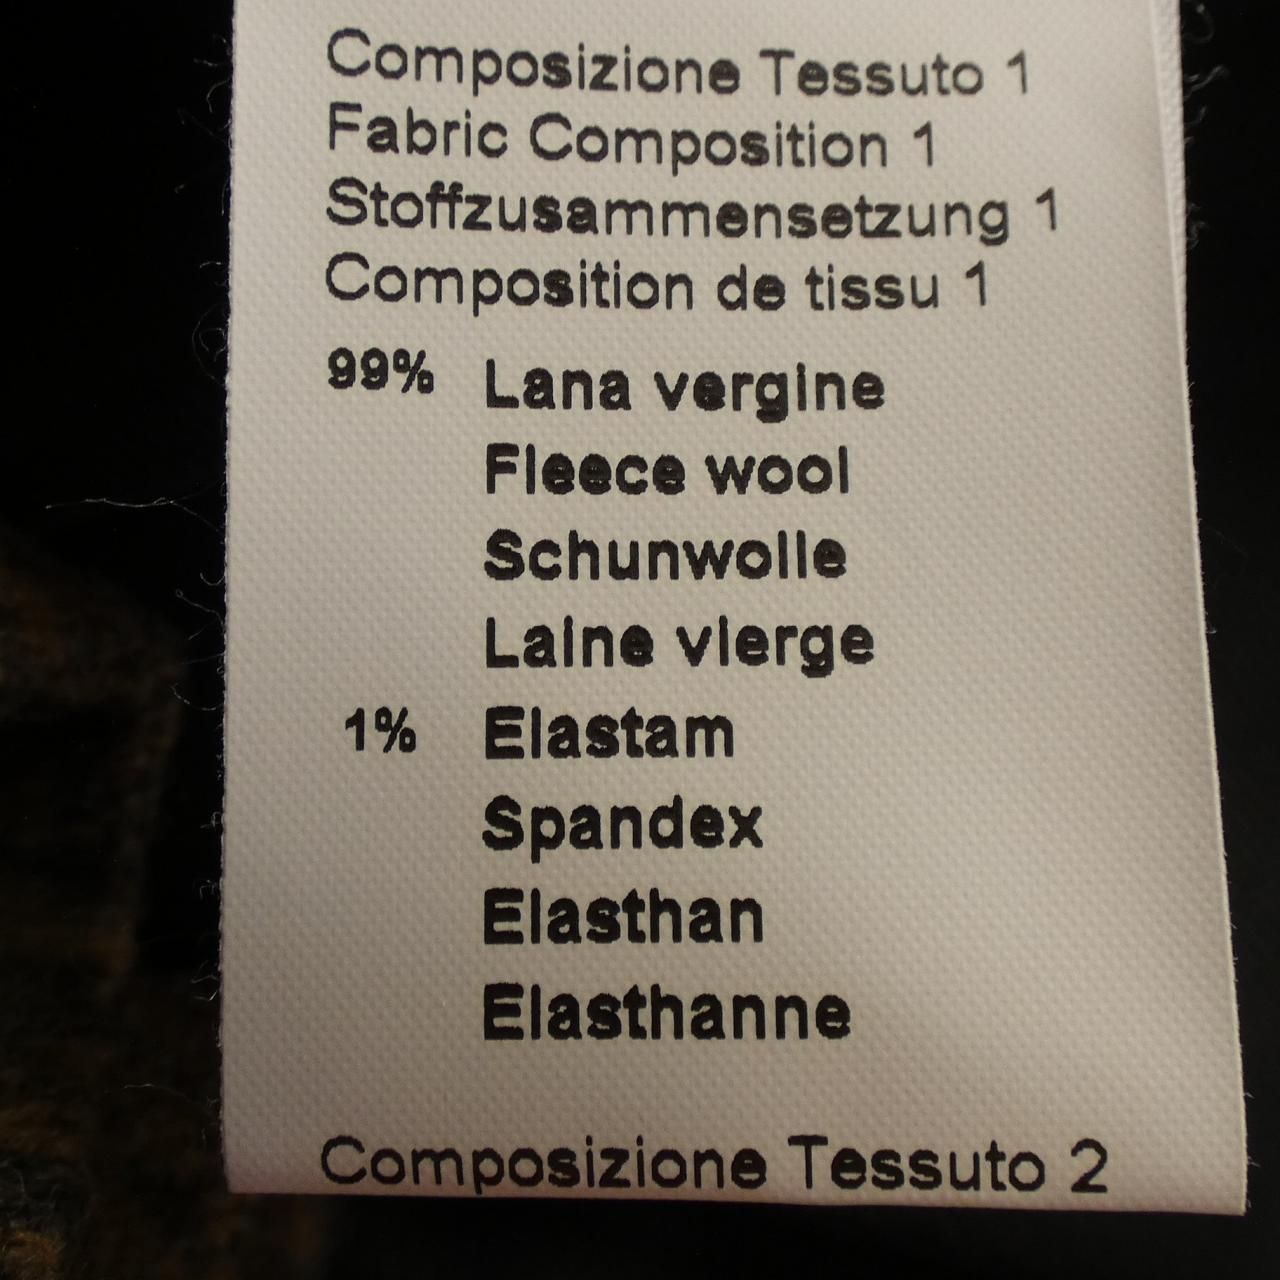 Composizione Tessuto 1
Fabric Composition 1
Stoffzusammensetzung 1
Composition de tissu 1
99% Lana vergine
Fleece wool
Schunwolle
Laine vierge
1% Elastam
Spandex
Elasthan
Elasthanne
Composizione Tessuto 2